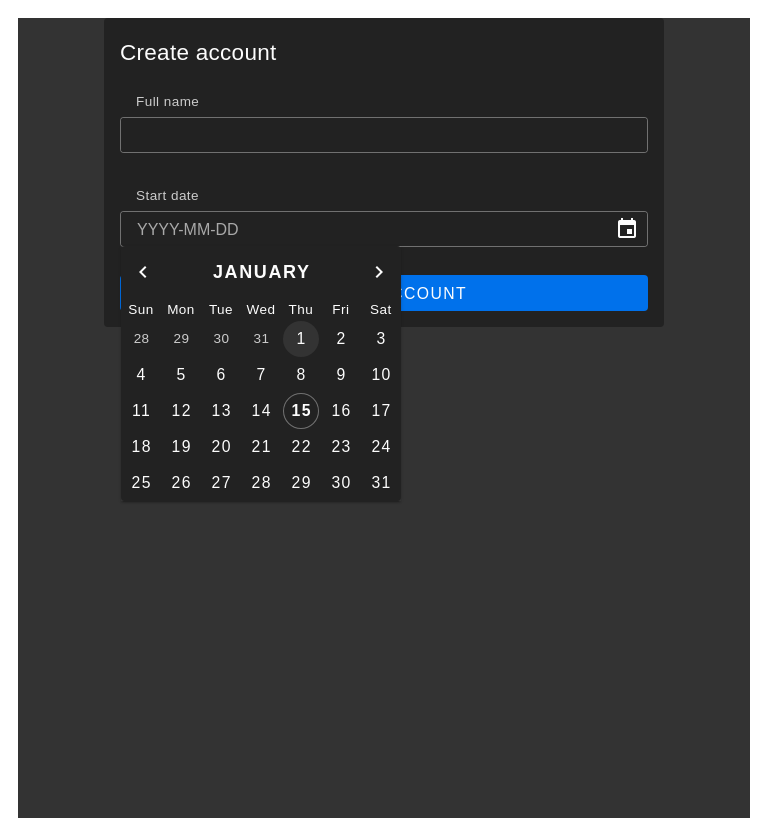 Create account
Full name
Start date
YYYY-MM-DD
JANUARY
COUNT
Sun Mon Tue Wed Thu Fri Sat
28 29 30 31 1 2 3
4 5 6 7 8 9 10
11 12 13 14 15 16 17
18 19 20 21 22 23 24
25 26 27 28 29 30 31